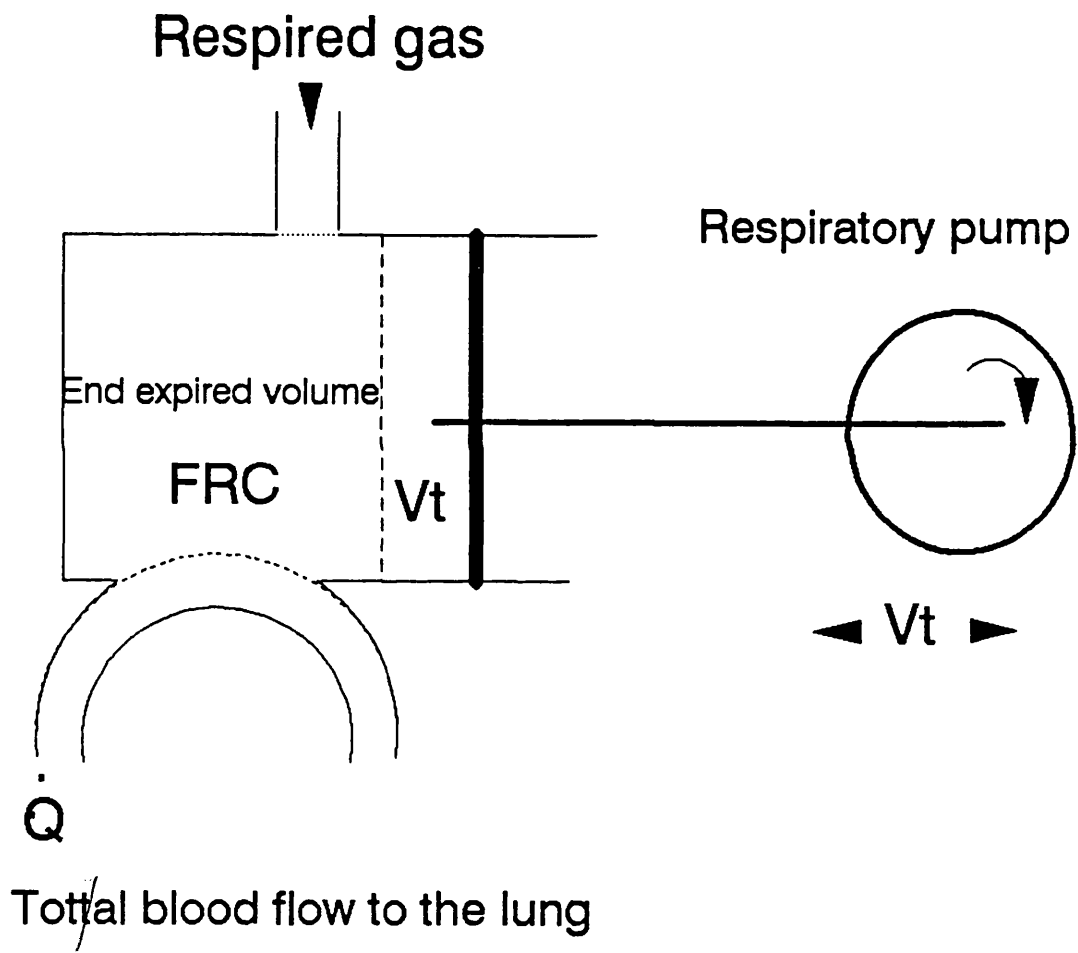 Respired gas
Respiratory pump
End expired volume
FRC
Vt
Vt
Q̇
Tottal blood flow to the lung